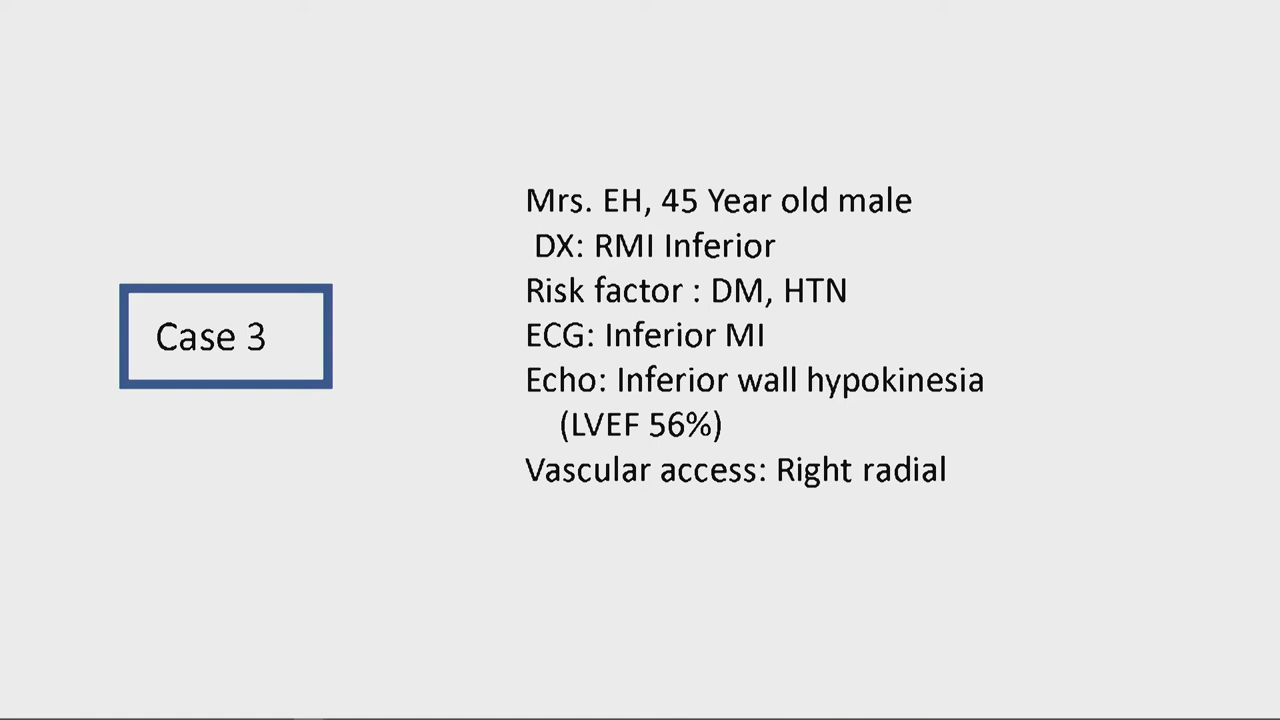 Case 3
Mrs. EH, 45 Year old male
DX: RMI Inferior
Risk factor : DM, HTN
ECG: Inferior MI
Echo: Inferior wall hypokinesia
(LVEF 56%)
Vascular access: Right radial